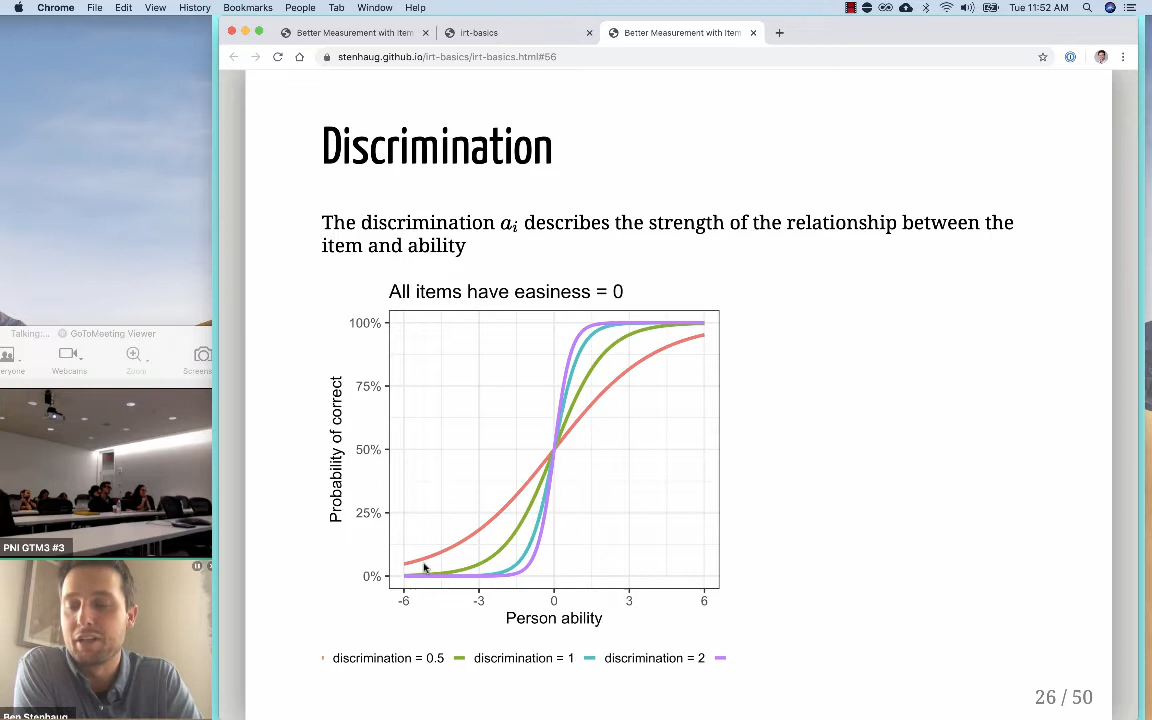 Chrome File Edit View History Bookmarks People Tab Window Help Tue 11:52 AM
Better Measurement with Item irt-basics Better Measurement with Item
stenhaug.github.io/irt-basics/irt-basics.html#56
Discrimination
The discrimination aᵢ describes the strength of the relationship between the
item and ability
All items have easiness = 0
100%
75%
50%
25%
0%
Probability of correct
-6 -3 0 3 6
Person ability
discrimination = 0.5 discrimination = 1 discrimination = 2
26 / 50
Talking:... GoToMeeting Viewer
eryone Webcams Zoom Screens
PNI GTM3 #3
Ben Stenhaug